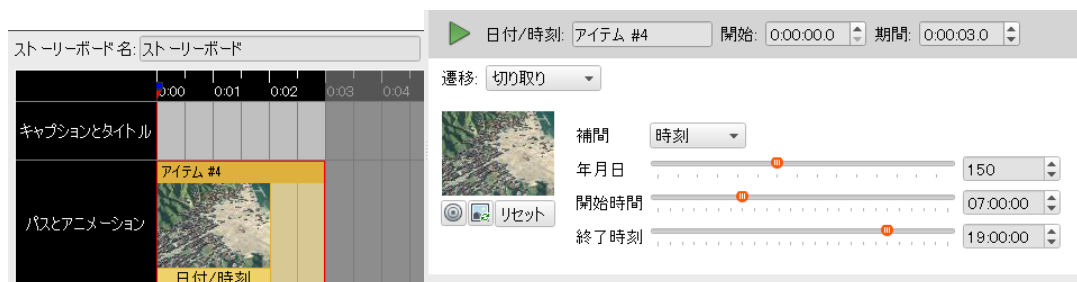 ストーリーボード名: ストーリーボード
0:00 0:01 0:02 0:03 0:04
キャプションとタイトル
アイテム #4
パスとアニメーション
日付/時刻
日付/時刻: アイテム #4 開始: 0:00:00.0 期間: 0:00:03.0
遷移: 切り取り
補間 時刻
年月日 150
開始時間 07:00:00
リセット
終了時刻 19:00:00